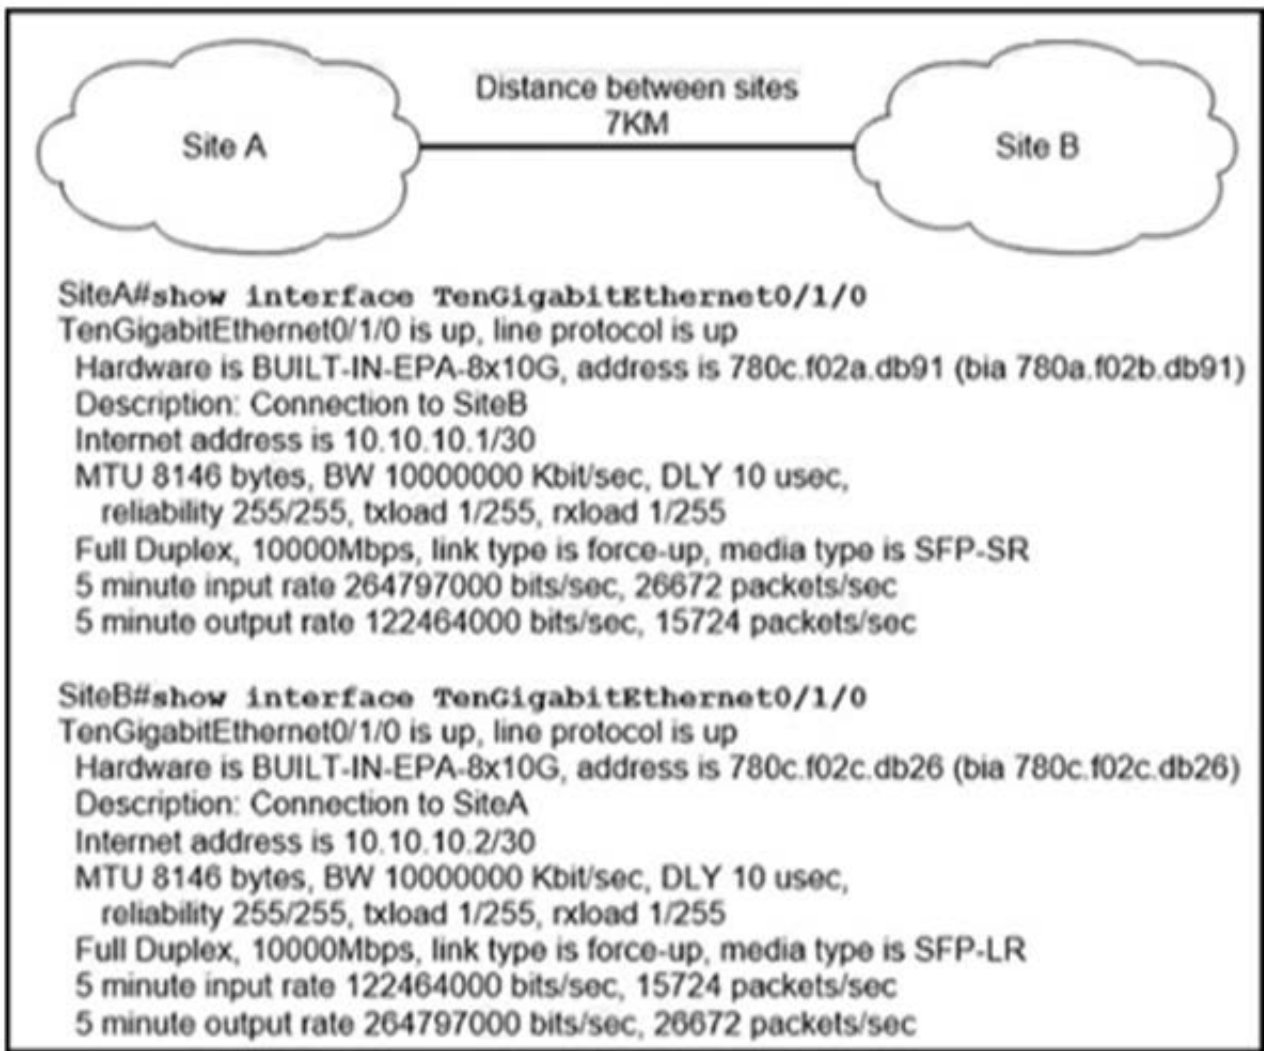 Distance between sites
7KM
Site A
Site B
SiteA#show interface TenGigabitEthernet0/1/0
TenGigabitEthernet0/1/0 is up, line protocol is up
Hardware is BUILT-IN-EPA-8x10G, address is 780c.f02a.db91 (bia 780a.f02b.db91)
Description: Connection to SiteB
Internet address is 10.10.10.1/30
MTU 8146 bytes, BW 10000000 Kbit/sec, DLY 10 usec,
reliability 255/255, txload 1/255, rxload 1/255
Full Duplex, 10000Mbps, link type is force-up, media type is SFP-SR
5 minute input rate 264797000 bits/sec, 26672 packets/sec
5 minute output rate 122464000 bits/sec, 15724 packets/sec
SiteB#show interface TenGigabitEthernet0/1/0
TenGigabitEthernet0/1/0 is up, line protocol is up
Hardware is BUILT-IN-EPA-8x10G, address is 780c.f02c.db26 (bia 780c.f02c.db26)
Description: Connection to SiteA
Internet address is 10.10.10.2/30
MTU 8146 bytes, BW 10000000 Kbit/sec, DLY 10 usec,
reliability 255/255, txload 1/255, rxload 1/255
Full Duplex, 10000Mbps, link type is force-up, media type is SFP-LR
5 minute input rate 122464000 bits/sec, 15724 packets/sec
5 minute output rate 264797000 bits/sec, 26672 packets/sec